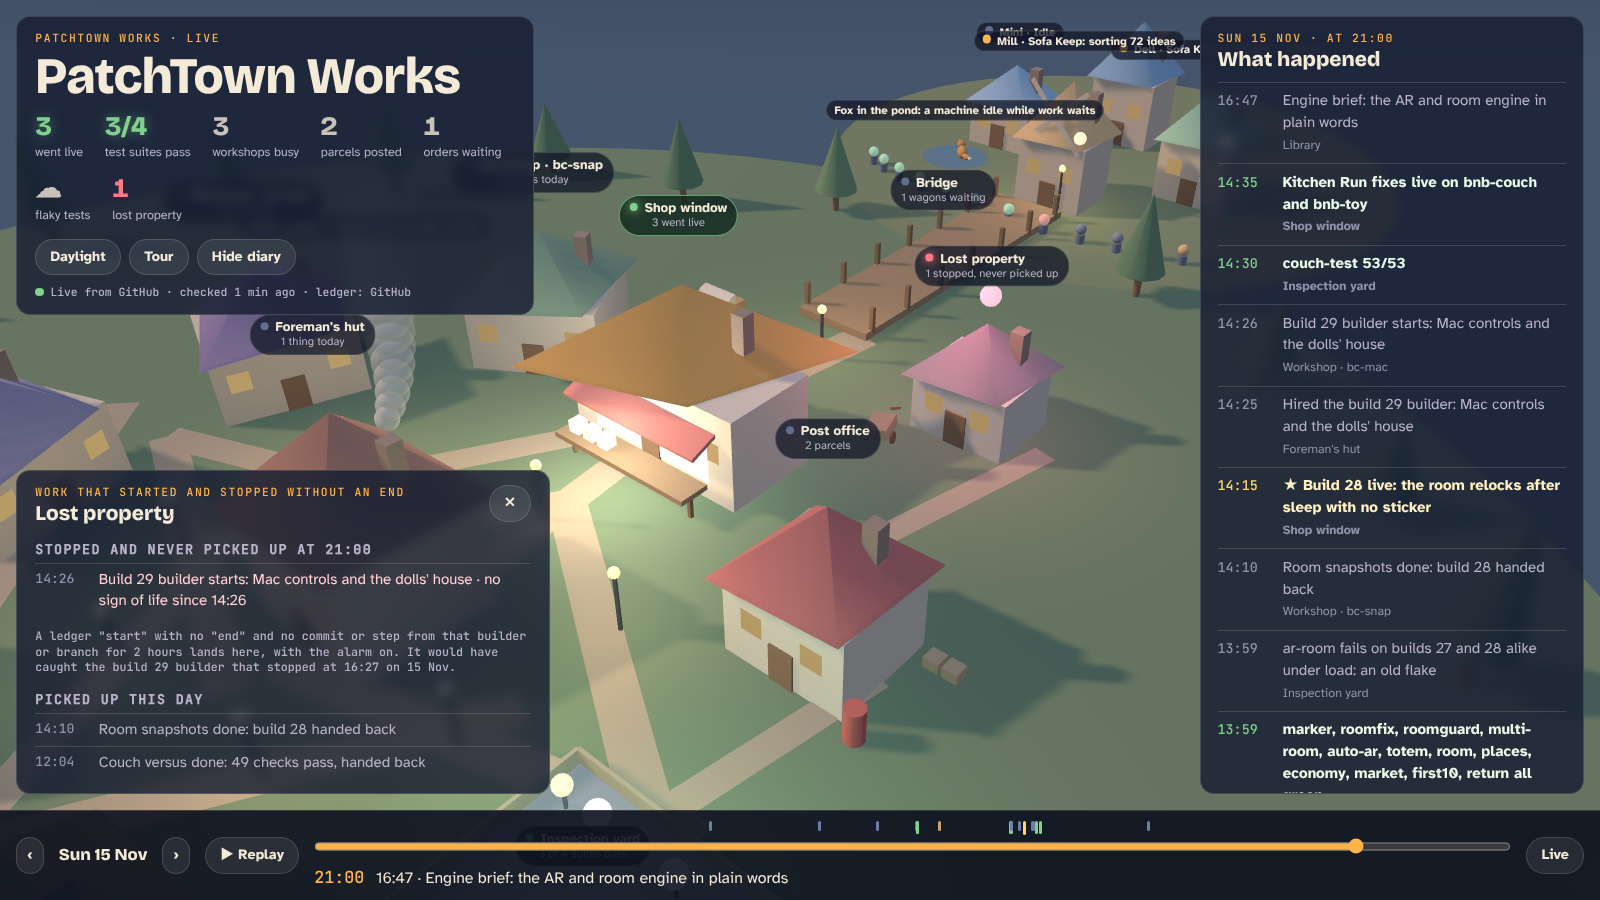 PATCHTOWN WORKS · LIVE
PatchTown Works
3
went live
3/4
test suites pass
3
workshops busy
2
parcels posted
1
orders waiting
flaky tests
1
lost property
Daylight
Tour
Hide diary
Live from GitHub · checked 1 min ago · ledger: GitHub
Mini · Idle
Mill · Sofa Keep: sorting 72 ideas
Fox in the pond: a machine idle while work waits
p · bc-snap
s today
Shop window
3 went live
Bridge
1 wagons waiting
Lost property
1 stopped, never picked up
Foreman's hut
1 thing today
Post office
2 parcels
WORK THAT STARTED AND STOPPED WITHOUT AN END
Lost property
×
STOPPED AND NEVER PICKED UP AT 21:00
14:26 Build 29 builder starts: Mac controls and the dolls' house · no
sign of life since 14:26
A ledger "start" with no "end" and no commit or step from that builder
or branch for 2 hours lands here, with the alarm on. It would have
caught the build 29 builder that stopped at 16:27 on 15 Nov.
PICKED UP THIS DAY
14:10 Room snapshots done: build 28 handed back
12:04 Couch versus done: 49 checks pass, handed back
Inspection yard
SUN 15 NOV · AT 21:00
What happened
16:47 Engine brief: the AR and room engine in
plain words
Library
14:35 Kitchen Run fixes live on bnb-couch
and bnb-toy
Shop window
14:30 couch-test 53/53
Inspection yard
14:26 Build 29 builder starts: Mac controls and
the dolls' house
Workshop · bc-mac
14:25 Hired the build 29 builder: Mac controls
and the dolls' house
Foreman's hut
14:15 ★ Build 28 live: the room relocks after
sleep with no sticker
Shop window
14:10 Room snapshots done: build 28 handed
back
Workshop · bc-snap
13:59 ar-room fails on builds 27 and 28 alike
under load: an old flake
Inspection yard
13:59 marker, roomfix, roomguard, multi-
room, auto-ar, totem, room, places,
economy, market, first10, return all
‹
Sun 15 Nov
›
▶ Replay
21:00 16:47 · Engine brief: the AR and room engine in plain words
Live